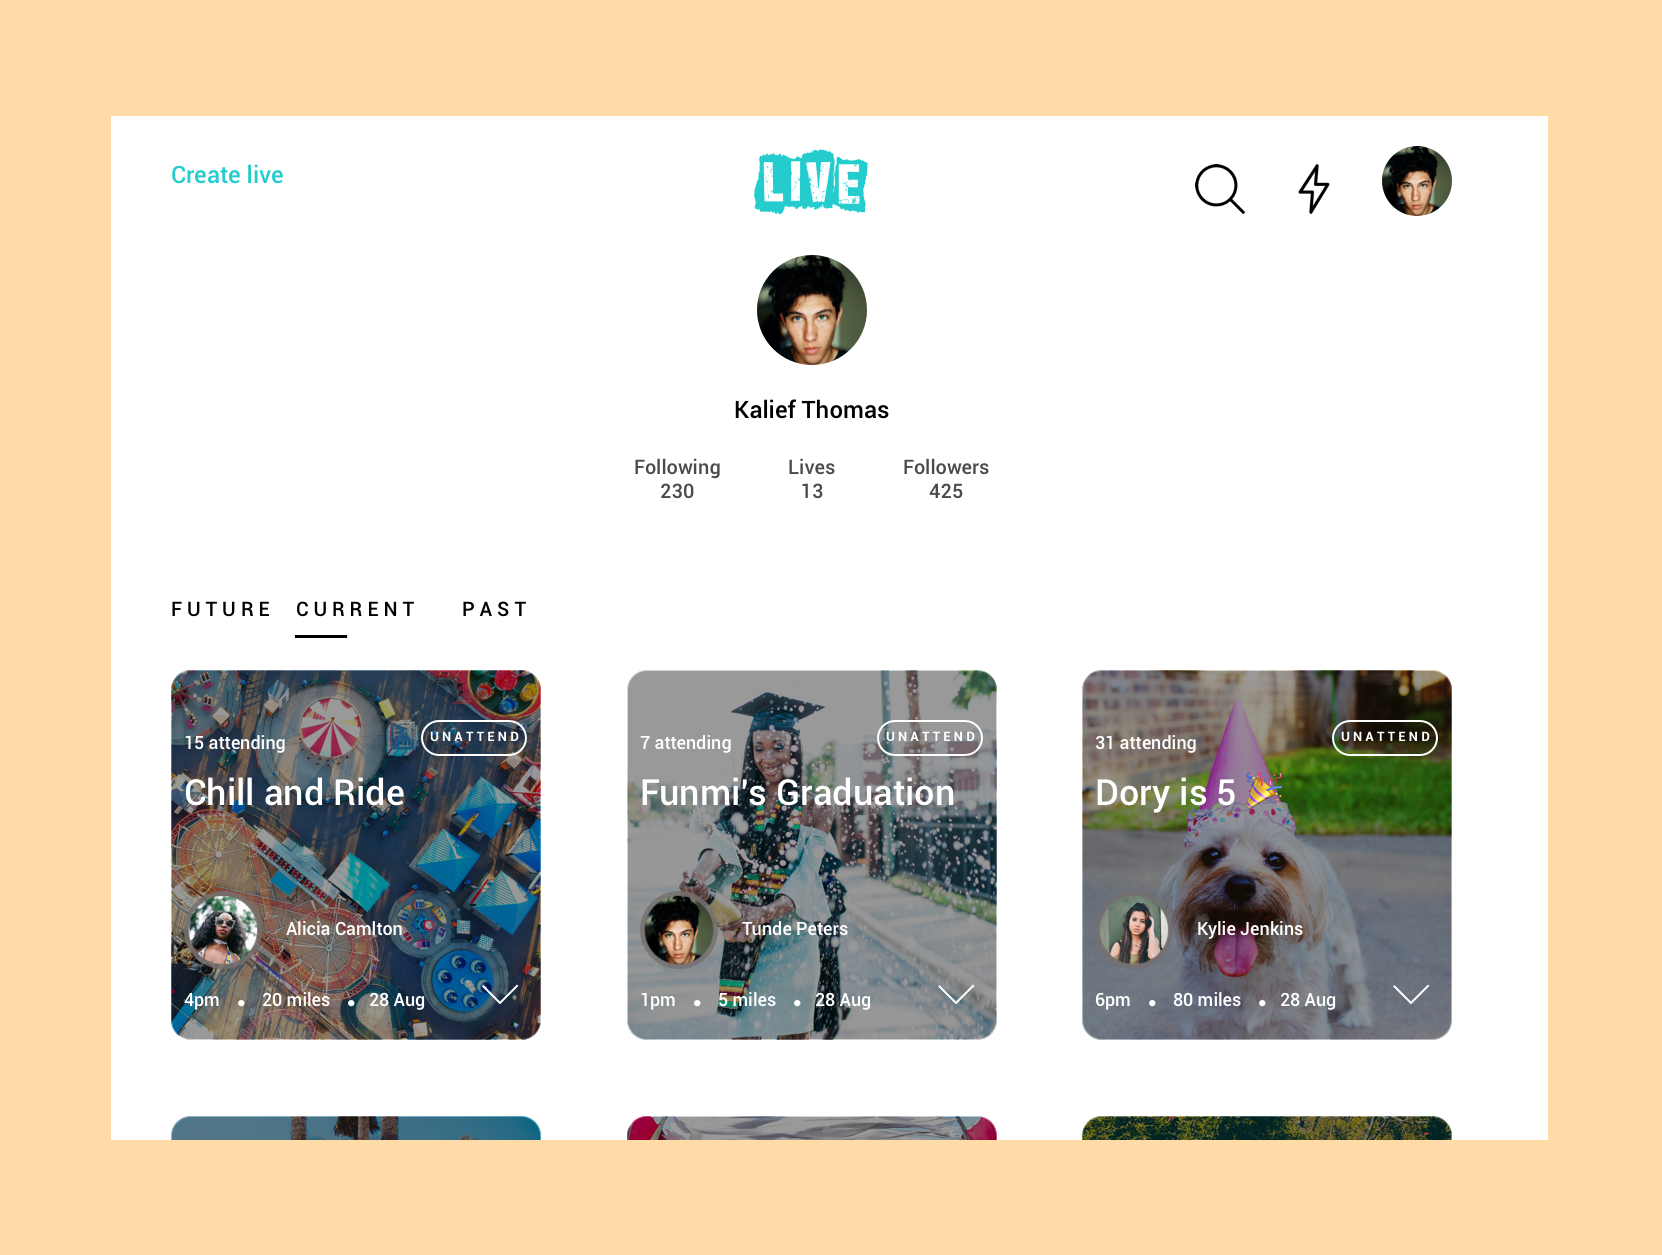 Create live
LIVE
Kalief Thomas
Following Lives Followers
230 13 425
FUTURE CURRENT PAST
15 attending UNATTEND
Chill and Ride
Alicia Camlton
4pm • 20 miles • 28 Aug
7 attending UNATTEND
Funmi's Graduation
Tunde Peters
1pm • 5 miles • 28 Aug
31 attending UNATTEND
Dory is 5 🎉
Kylie Jenkins
6pm • 80 miles • 28 Aug